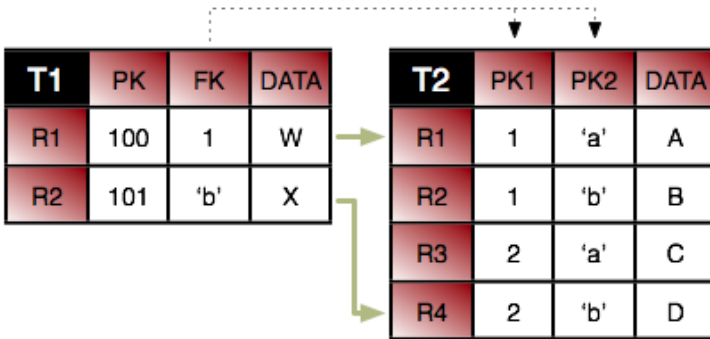 T1 PK FK DATA
R1 100 1 W
R2 101 ‘b’ X
T2 PK1 PK2 DATA
R1 1 ‘a’ A
R2 1 ‘b’ B
R3 2 ‘a’ C
R4 2 ‘b’ D